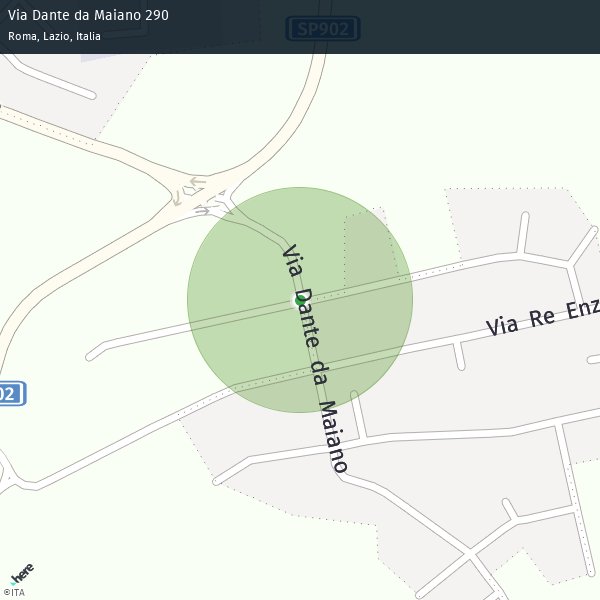 Via Dante da Maiano 290
Roma, Lazio, Italia
SP902
Via Dante da Maiano
Via Re Enz
02
here
©ITA